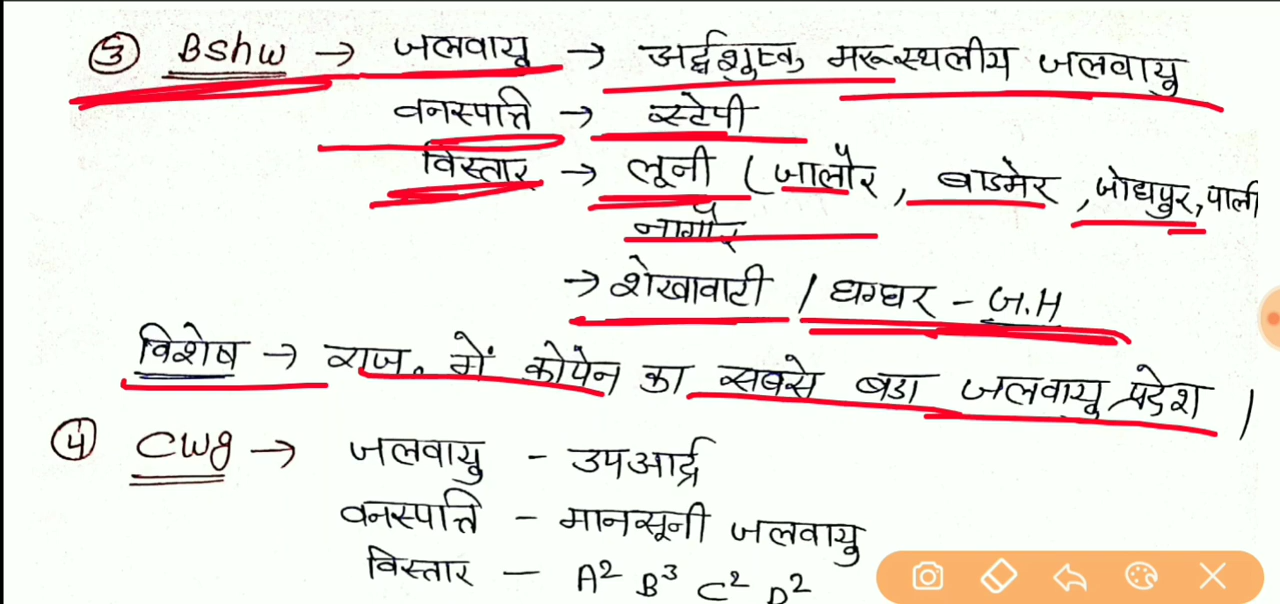 ③ Bshw → जलवायु → अर्द्धशुष्क मरूस्थलीय जलवायु
वनस्पत्ति → स्टेपी
विस्तार → लूनी ( जालौर, बाडमेर, जोधपुर, पाली
नागौर
→ शेखावाटी / घग्घर - G.H
विशेष → राज. में कोपेन का सबसे बडा जलवायु प्रदेश ।
④ Cwg → जलवायु - उपआर्द्र
वनस्पत्ति - मानसूनी जलवायु
विस्तार - A² B³ C² D²